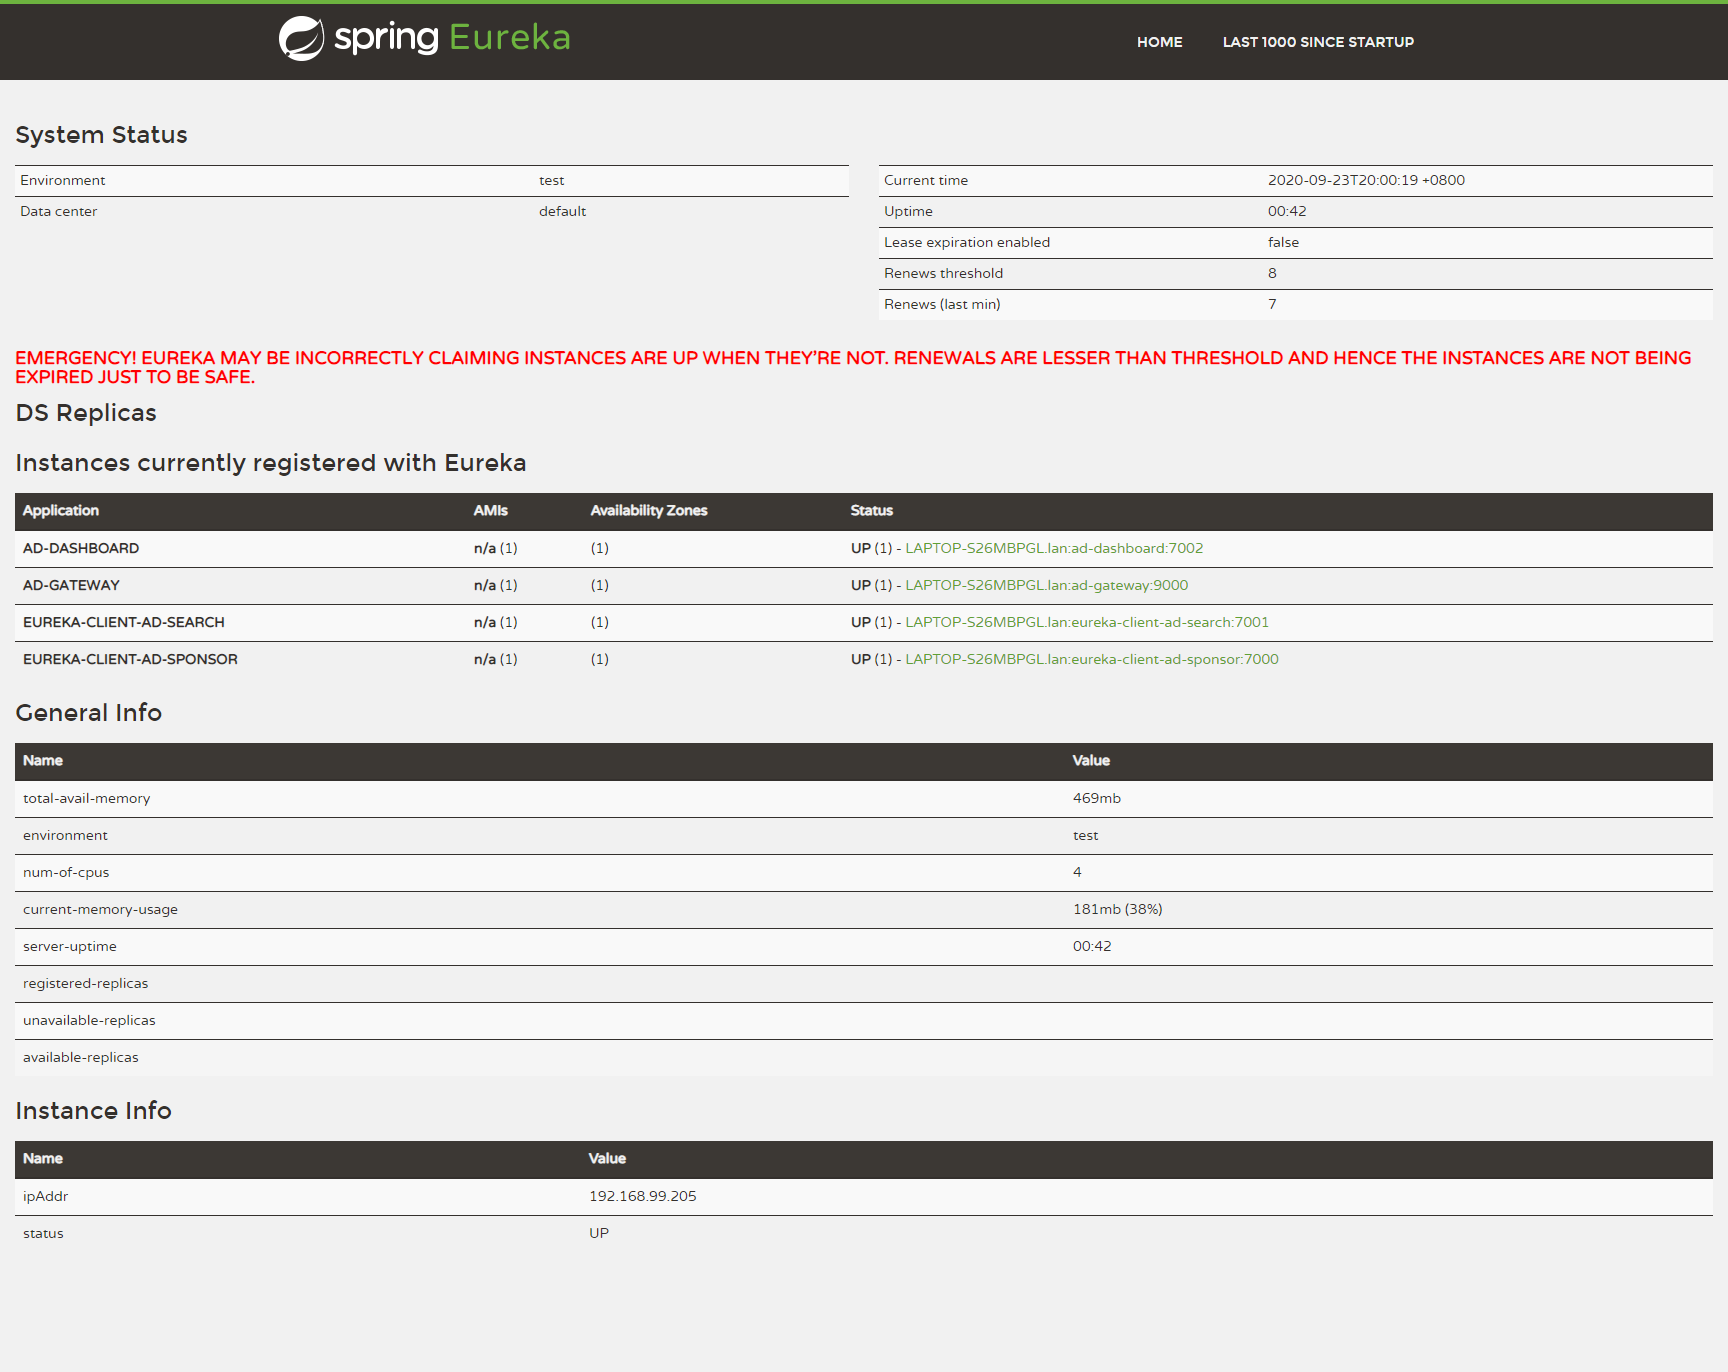 spring Eureka
HOME LAST 1000 SINCE STARTUP
System Status
Environment test
Data center default
Current time 2020-09-23T20:00:19 +0800
Uptime 00:42
Lease expiration enabled false
Renews threshold 8
Renews (last min) 7
EMERGENCY! EUREKA MAY BE INCORRECTLY CLAIMING INSTANCES ARE UP WHEN THEY'RE NOT. RENEWALS ARE LESSER THAN THRESHOLD AND HENCE THE INSTANCES ARE NOT BEING
EXPIRED JUST TO BE SAFE.
DS Replicas
Instances currently registered with Eureka
Application AMIs Availability Zones Status
AD-DASHBOARD n/a (1) (1) UP (1) - LAPTOP-S26MBPGL.lan:ad-dashboard:7002
AD-GATEWAY n/a (1) (1) UP (1) - LAPTOP-S26MBPGL.lan:ad-gateway:9000
EUREKA-CLIENT-AD-SEARCH n/a (1) (1) UP (1) - LAPTOP-S26MBPGL.lan:eureka-client-ad-search:7001
EUREKA-CLIENT-AD-SPONSOR n/a (1) (1) UP (1) - LAPTOP-S26MBPGL.lan:eureka-client-ad-sponsor:7000
General Info
Name Value
total-avail-memory 469mb
environment test
num-of-cpus 4
current-memory-usage 181mb (38%)
server-uptime 00:42
registered-replicas
unavailable-replicas
available-replicas
Instance Info
Name Value
ipAddr 192.168.99.205
status UP